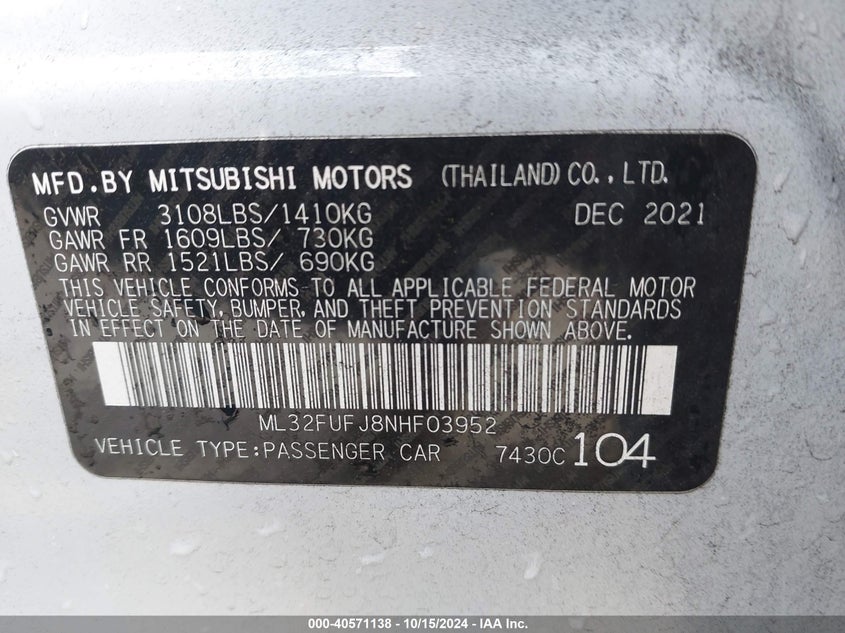 MFD.BY MITSUBISHI MOTORS (THAILAND) CO., LTD.
GVWR 3108LBS/1410KG DEC 2021
GAWR FR 1609LBS/ 730KG
GAWR RR 1521LBS/ 690KG
THIS VEHICLE CONFORMS TO ALL APPLICABLE FEDERAL MOTOR
VEHICLE SAFETY, BUMPER, AND THEFT PREVENTION STANDARDS
IN EFFECT ON THE DATE OF MANUFACTURE SHOWN ABOVE.
ML32FUFJ8NHF03952
VEHICLE TYPE:PASSENGER CAR 7430C 104
000-40571138 - 10/15/2024 - IAA Inc.